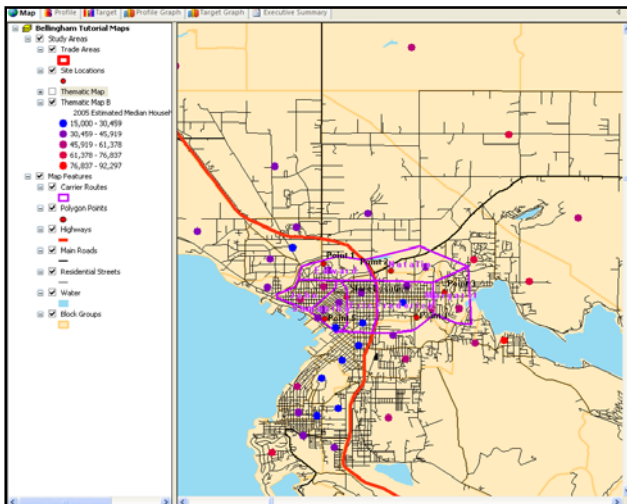 Map Profile Target Profile Graph Target Graph Executive Summary
Bellingham Tutorial Maps
Study Areas
Trade Areas
Site Locations
Thematic Map
Thematic Map B
2005 Estimated Median Househ
15,000 - 30,459
30,459 - 45,919
45,919 - 61,378
61,378 - 76,837
76,837 - 92,297
Map Features
Carrier Routes
Polygon Points
Highways
Main Roads
Residential Streets
Water
Block Groups
Point 1
Point 2
Natalie
Point 3